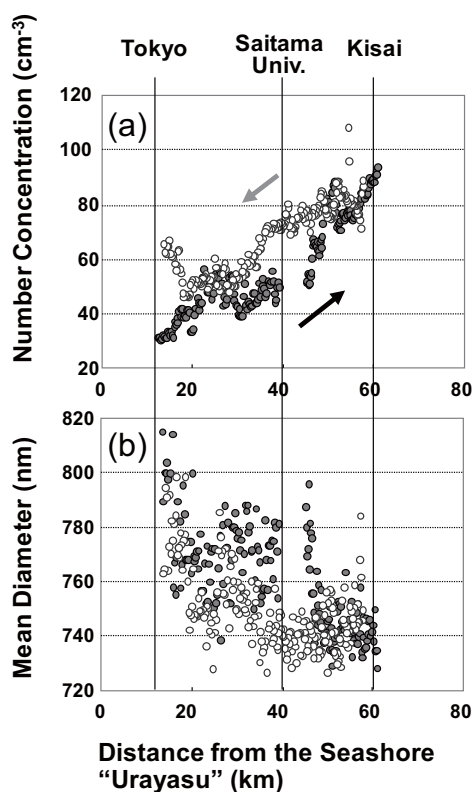 Tokyo Saitama Univ. Kisai
Number Concentration (cm-3)
120
100
80
60
40
20
(a)
0 20 40 60 80
Mean Diameter (nm)
820
800
780
760
740
720
(b)
0 20 40 60 80
Distance from the Seashore
“Urayasu” (km)